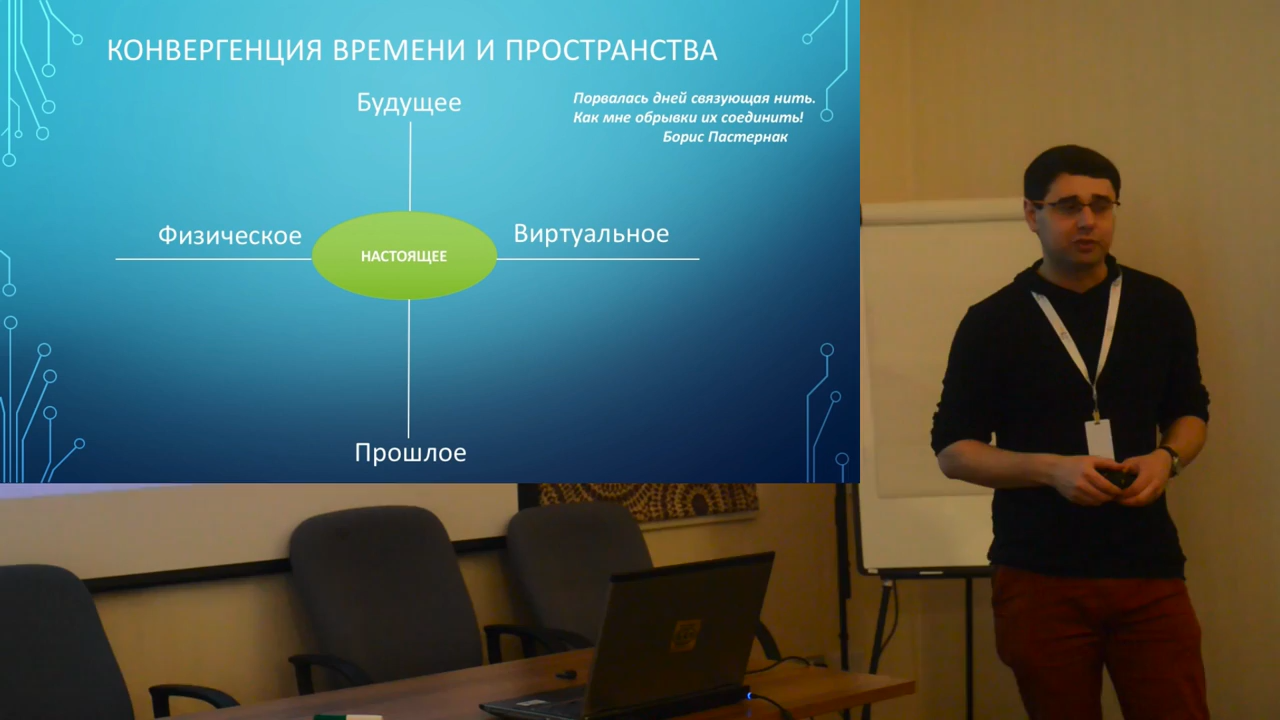 КОНВЕРГЕНЦИЯ ВРЕМЕНИ И ПРОСТРАНСТВА
Будущее
Порвалась дней связующая нить.
Как мне обрывки их соединить!
Борис Пастернак
Физическое
Виртуальное
НАСТОЯЩЕЕ
Прошлое